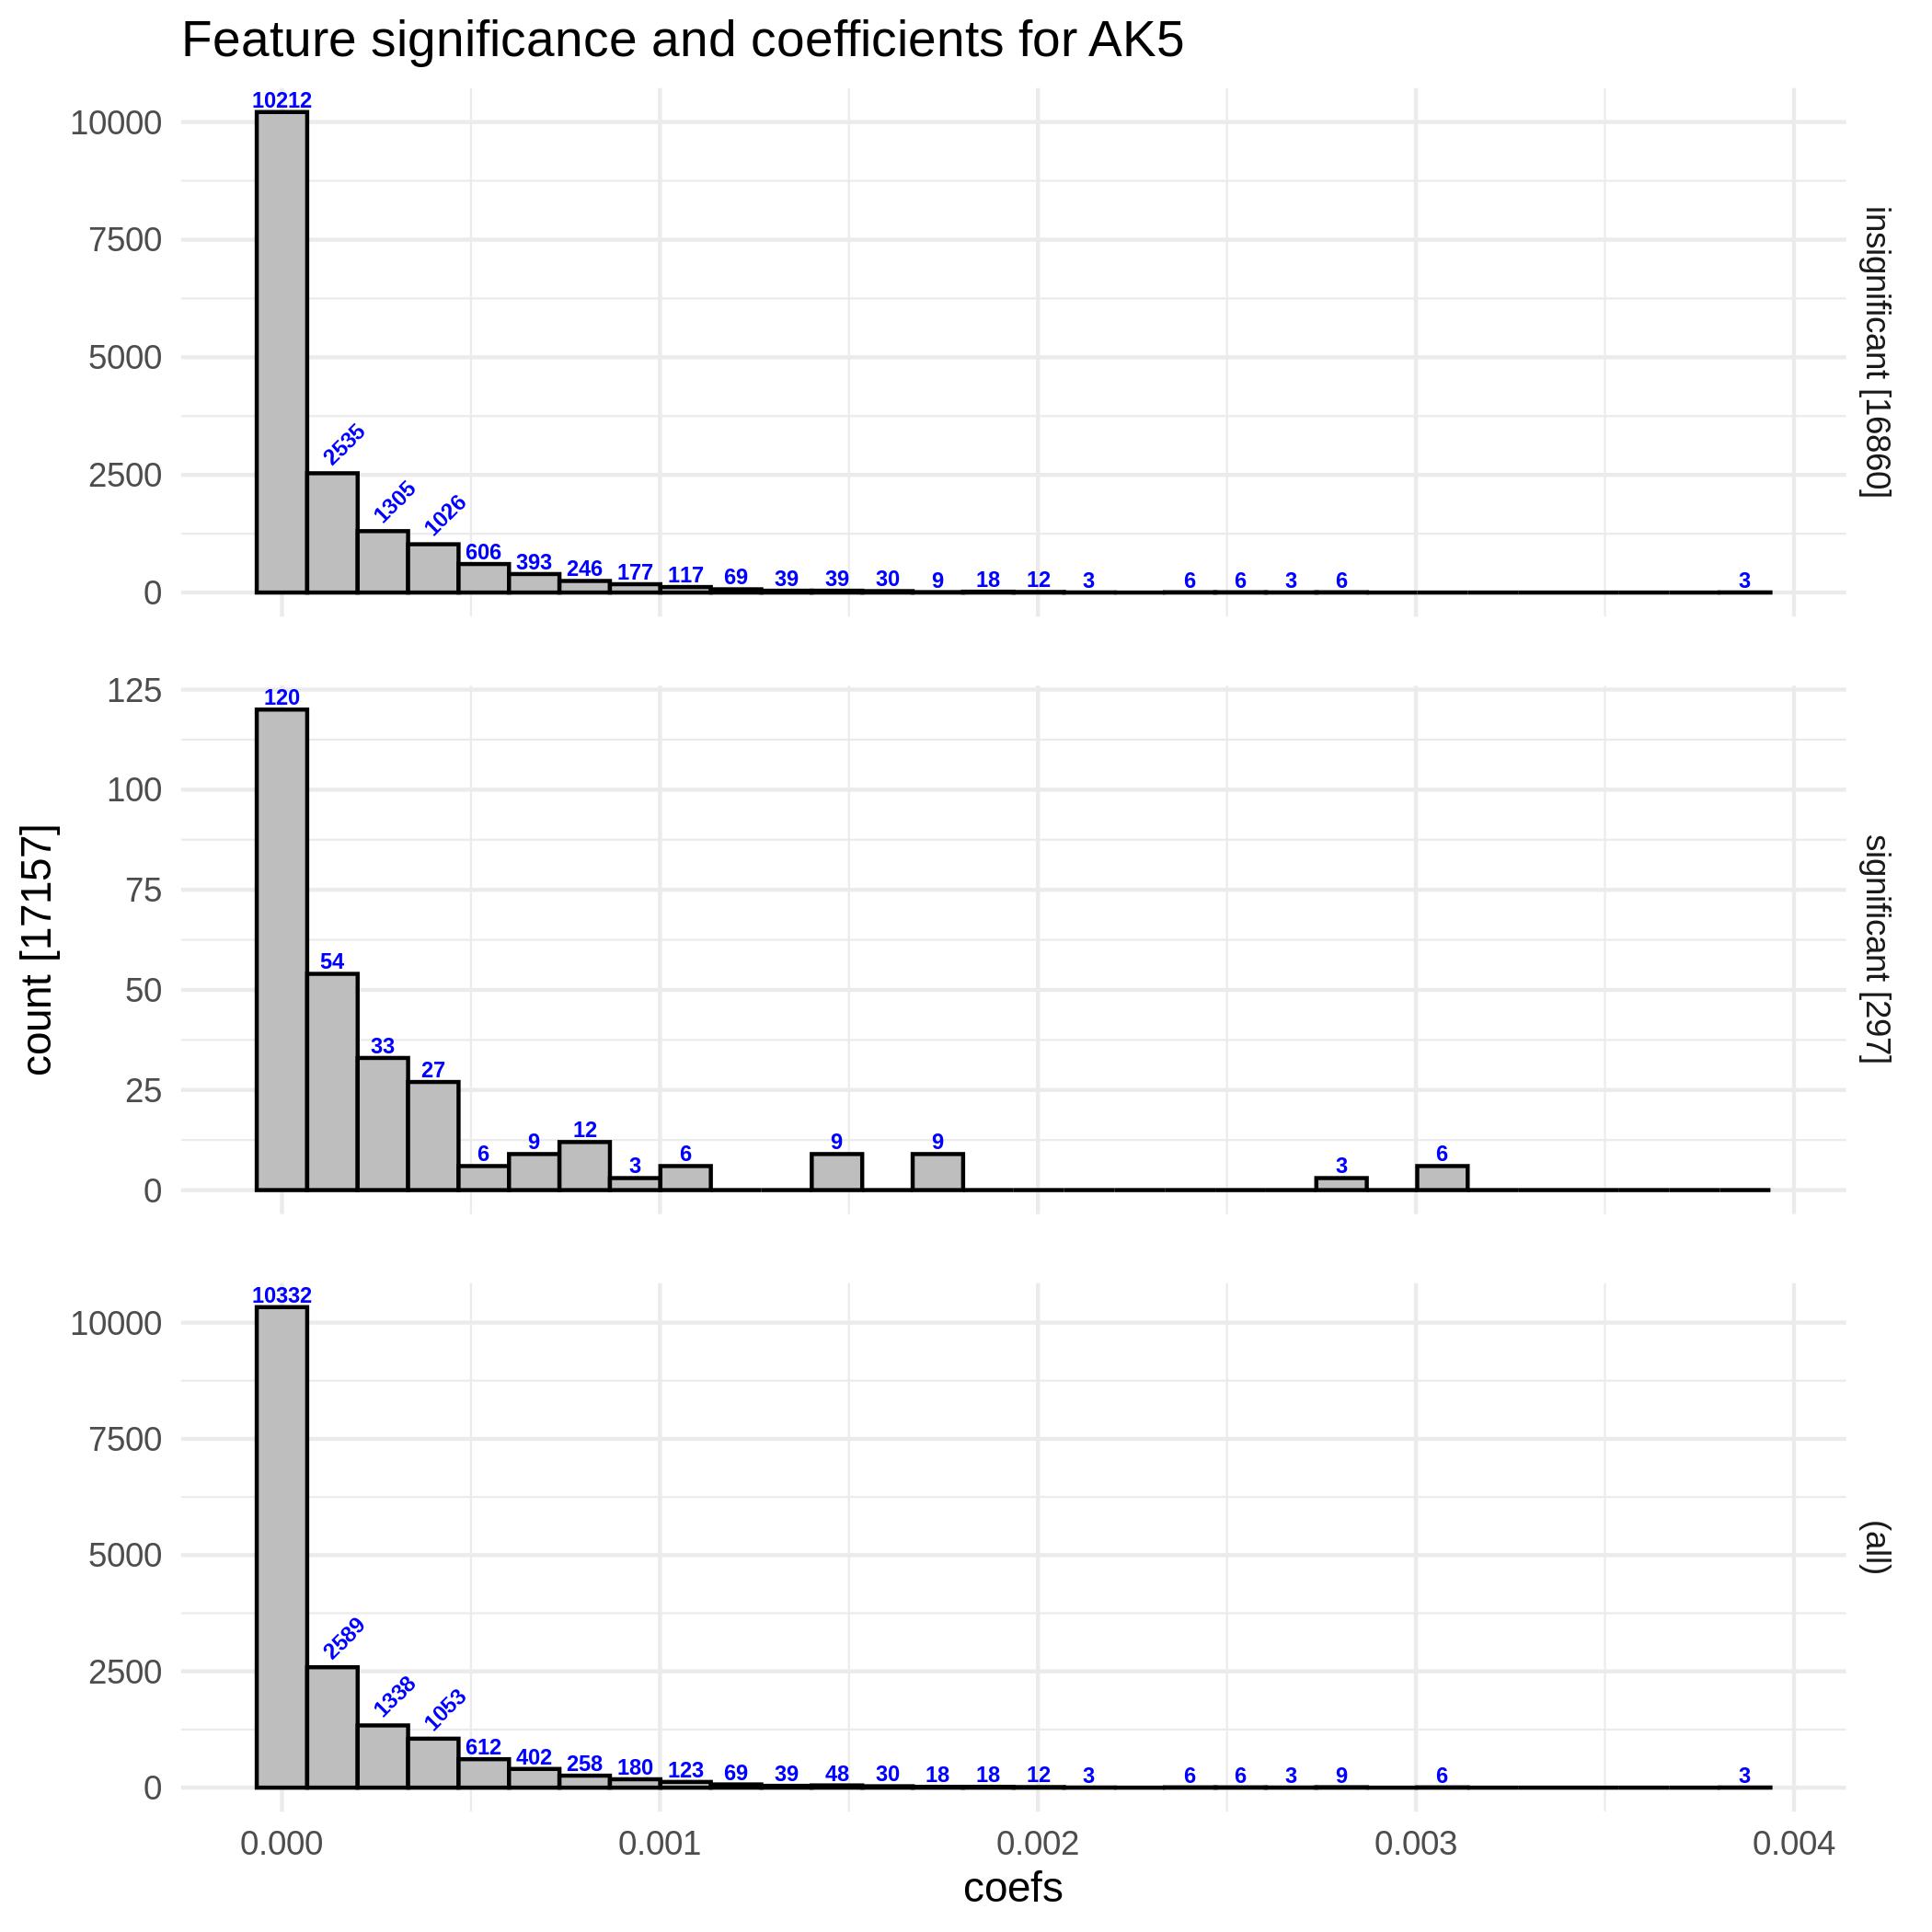 Feature significance and coefficients for AK5
10212
10000
7500
5000
2500
0
2535
1305
1026
606 393 246 177 117 69 39 39 30 9 18 12 3 6 6 3 6 3
insignificant [16860]
count [17157]
125
100
75
50
25
0
120
54
33
27
6 9 12 3 6 9 9 3 6
significant [297]
10332
10000
7500
5000
2500
0
2589
1338
1053
612 402 258 180 123 69 39 48 30 18 18 12 3 6 6 3 9 6 3
(all)
0.000 0.001 0.002 0.003 0.004
coefs